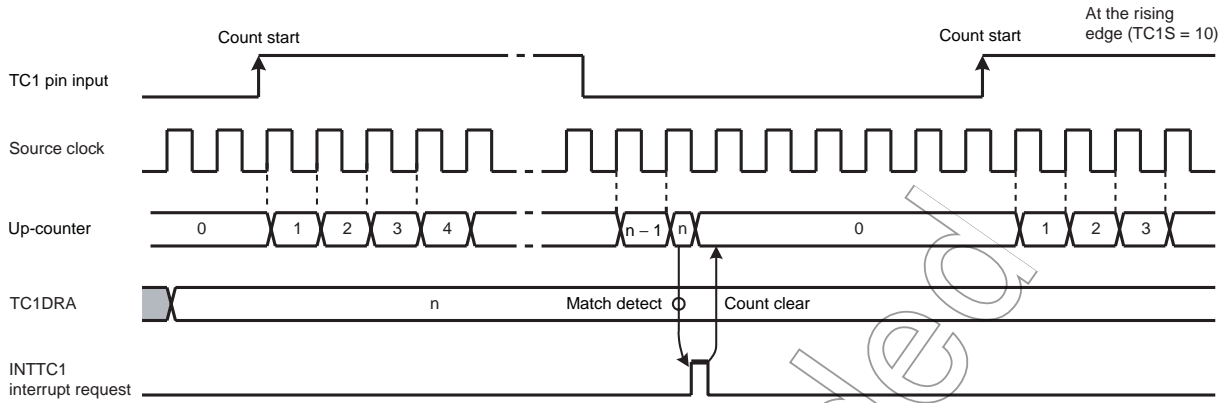 At the rising
edge (TC1S = 10)
Count start
Count start
TC1 pin input
Source clock
Up-counter
0
1
2
3
4
n − 1
n
0
1
2
3
TC1DRA
n
Match detect
Count clear
INTTC1
interrupt request